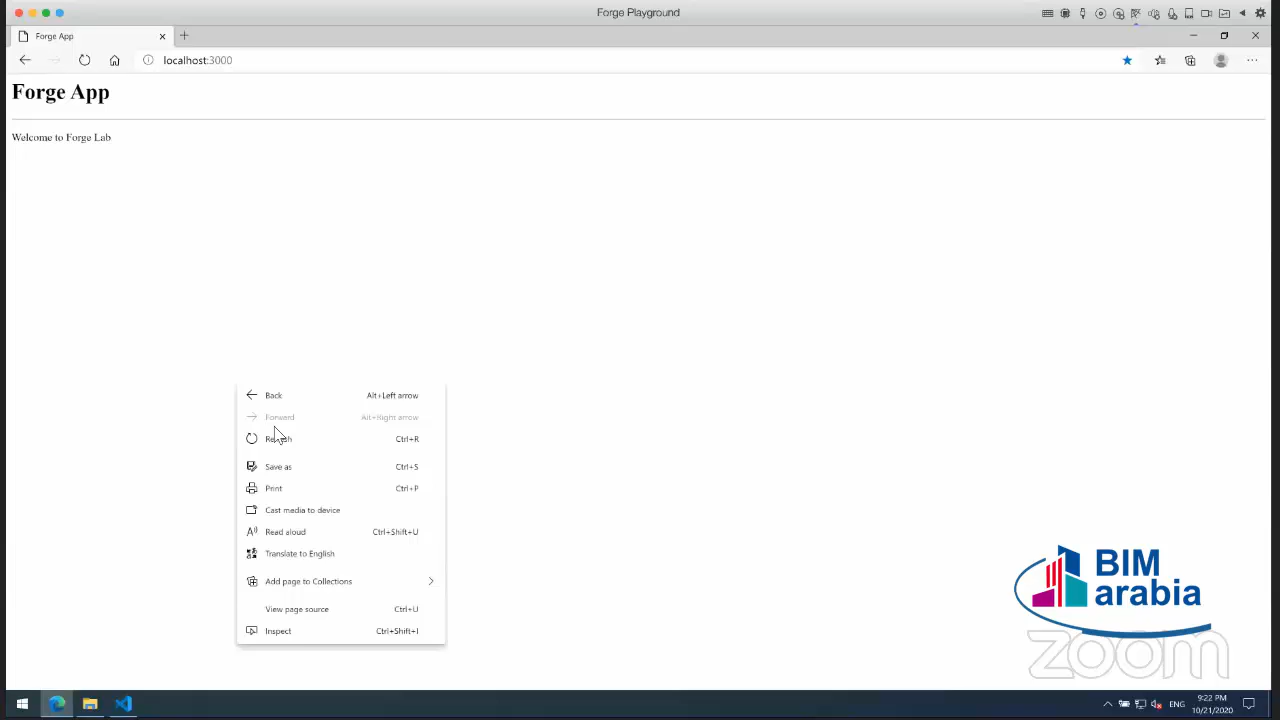 Forge Playground
Forge App
localhost:3000
Forge App
Welcome to Forge Lab
Back Alt+Left arrow
Forward Alt+Right arrow
Refresh Ctrl+R
Save as Ctrl+S
Print Ctrl+P
Cast media to device
Read aloud Ctrl+Shift+U
Translate to English
Add page to Collections
View page source Ctrl+U
Inspect Ctrl+Shift+I
BIM
arabia
zoom
ENG
9:22 PM
10/21/2020